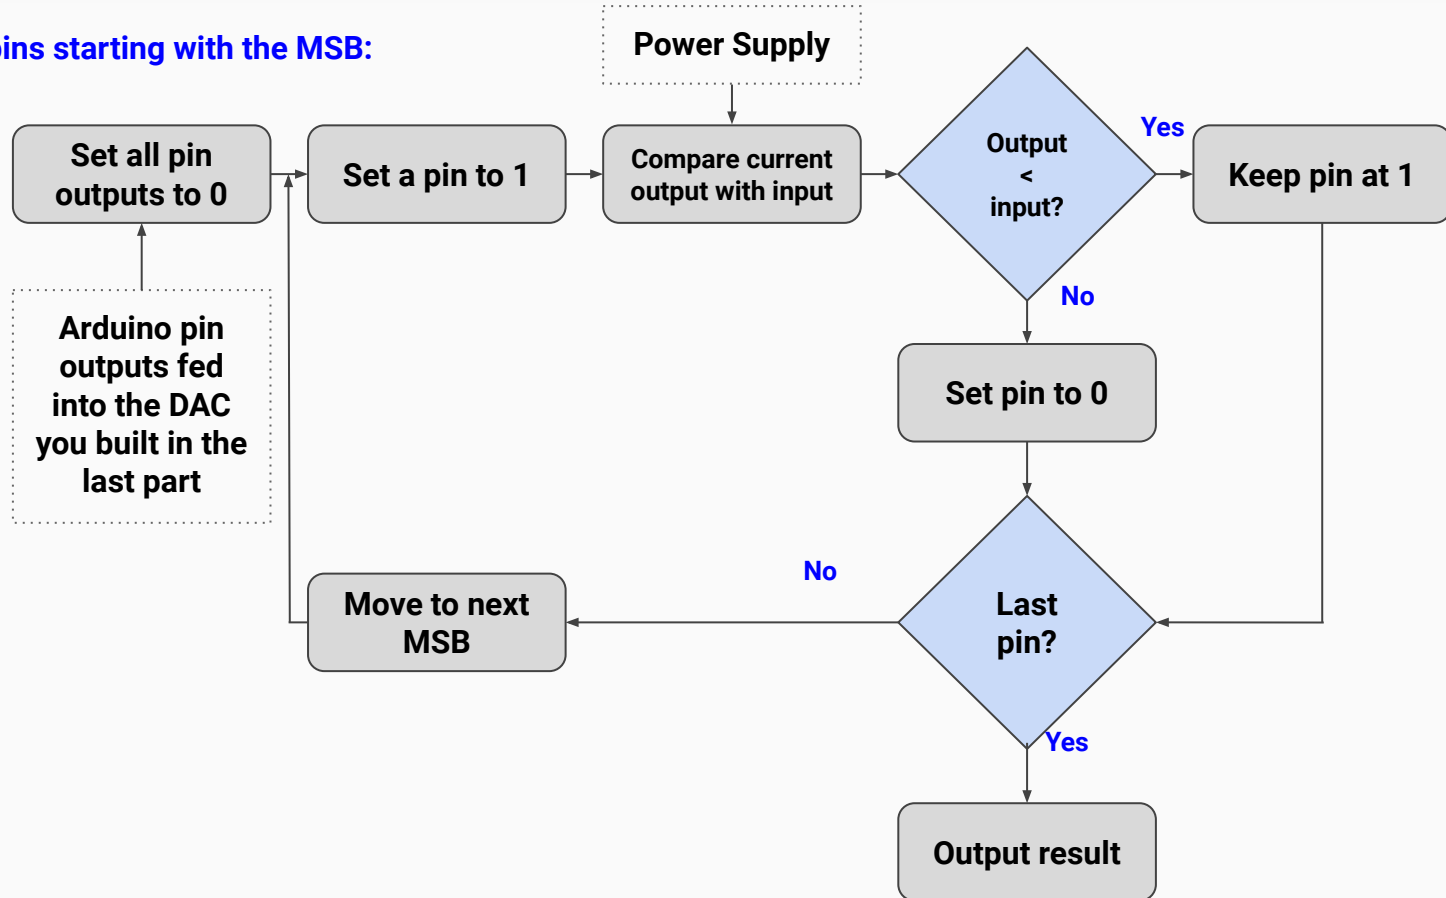 pins starting with the MSB:
Power Supply
Set all pin
outputs to 0
Set a pin to 1
Compare current
output with input
Output
<
input?
Yes
Keep pin at 1
No
Arduino pin
outputs fed
into the DAC
you built in the
last part
Set pin to 0
No
Move to next
MSB
Last
pin?
Yes
Output result